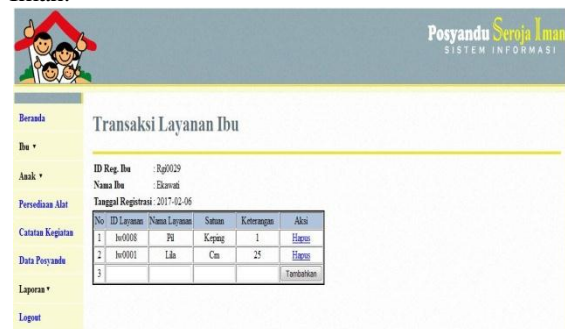 Posyandu Seroja Iman
SISTEM INFORMASI
Beranda
Ibu ▾
Anak ▾
Persediaan Alat
Catatan Kegiatan
Data Posyandu
Laporan ▾
Logout
Transaksi Layanan Ibu
ID Reg. Ibu : Rgi0029
Nama Ibu : Ekawati
Tanggal Registrasi : 2017-02-06
No ID Layanan Nama Layanan Satuan Keterangan Aksi
1 lw0008 Pil Keping 1 Hapus
2 lw0001 Lila Cm 25 Hapus
3 Tambahkan